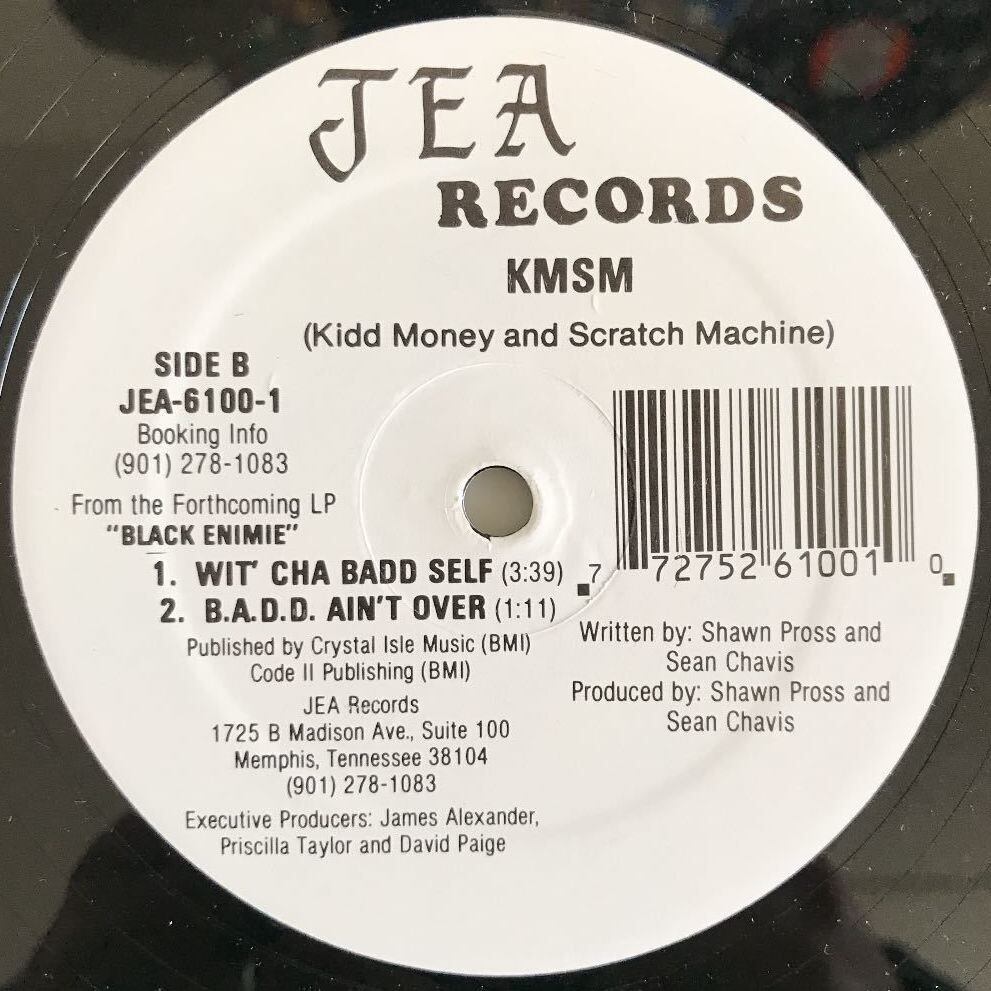 JEA
RECORDS
KMSM
(Kidd Money and Scratch Machine)
SIDE B
JEA-6100-1
Booking Info
(901) 278-1083
From the Forthcoming LP
"BLACK ENIMIE"
1. WIT' CHA BADD SELF (3:39)
2. B.A.D.D. AIN'T OVER (1:11)
Published by Crystal Isle Music (BMI)
Code II Publishing (BMI)
JEA Records
1725 B Madison Ave., Suite 100
Memphis, Tennessee 38104
(901) 278-1083
Executive Producers: James Alexander,
Priscilla Taylor and David Paige
7 72752 61001 0
Written by: Shawn Pross and
Sean Chavis
Produced by: Shawn Pross and
Sean Chavis